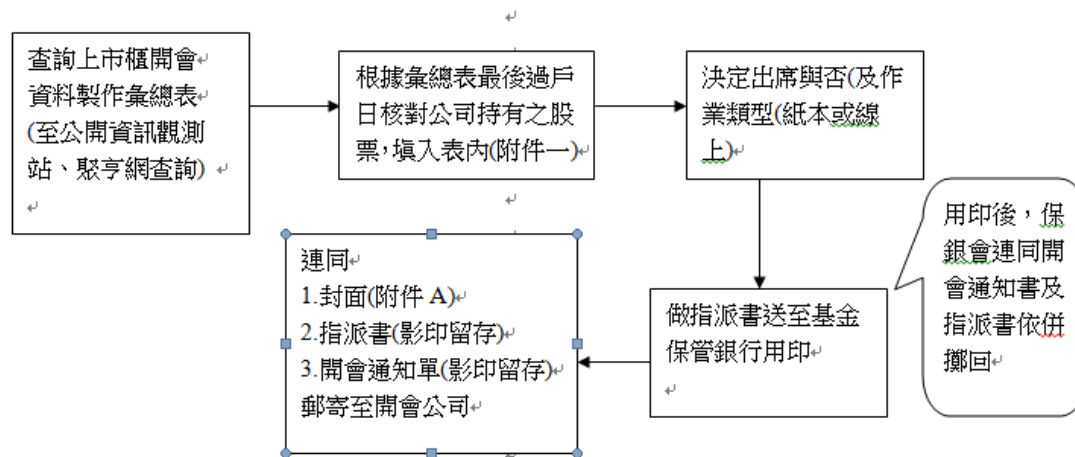 查詢上市櫃開會
資料製作彙總表
(至公開資訊觀測
站、聚亨網查詢)
根據彙總表最後過戶
日核對公司持有之股
票，填入表內(附件一)
決定出席與否(及作
業類型(紙本或線
上)
做指派書送至基金
保管銀行用印
用印後，保
銀會連同開
會通知書及
指派書依併
擲回
連同
1.封面(附件 A)
2.指派書(影印留存)
3.開會通知單(影印留存)
郵寄至開會公司